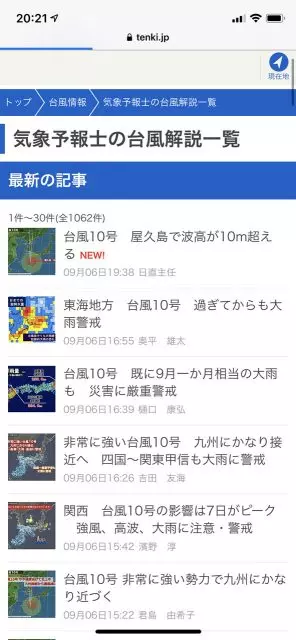 20:21
tenki.jp
現在地
トップ
台風情報
気象予報士の台風解説一覧
気象予報士の台風解説一覧
最新の記事
1件〜30件(全1062件)
台風10号　屋久島で波高が10m超え
る NEW!
09月06日19:38 日直主任
東海地方　台風10号　過ぎてからも大
雨警戒
09月06日16:55 奥平　雄太
台風10号　既に9月一か月相当の大雨
も　災害に厳重警戒
09月06日16:39 樋口　康弘
非常に強い台風10号　九州にかなり接
近へ　四国〜関東甲信も大雨に警戒
09月06日16:26 吉田　友海
関西　台風10号の影響は7日がピーク
強風、高波、大雨に注意・警戒
09月06日15:42 濱野　淳
台風10号 非常に強い勢力で九州にかな
り近づく
09月06日15:22 君島　由希子